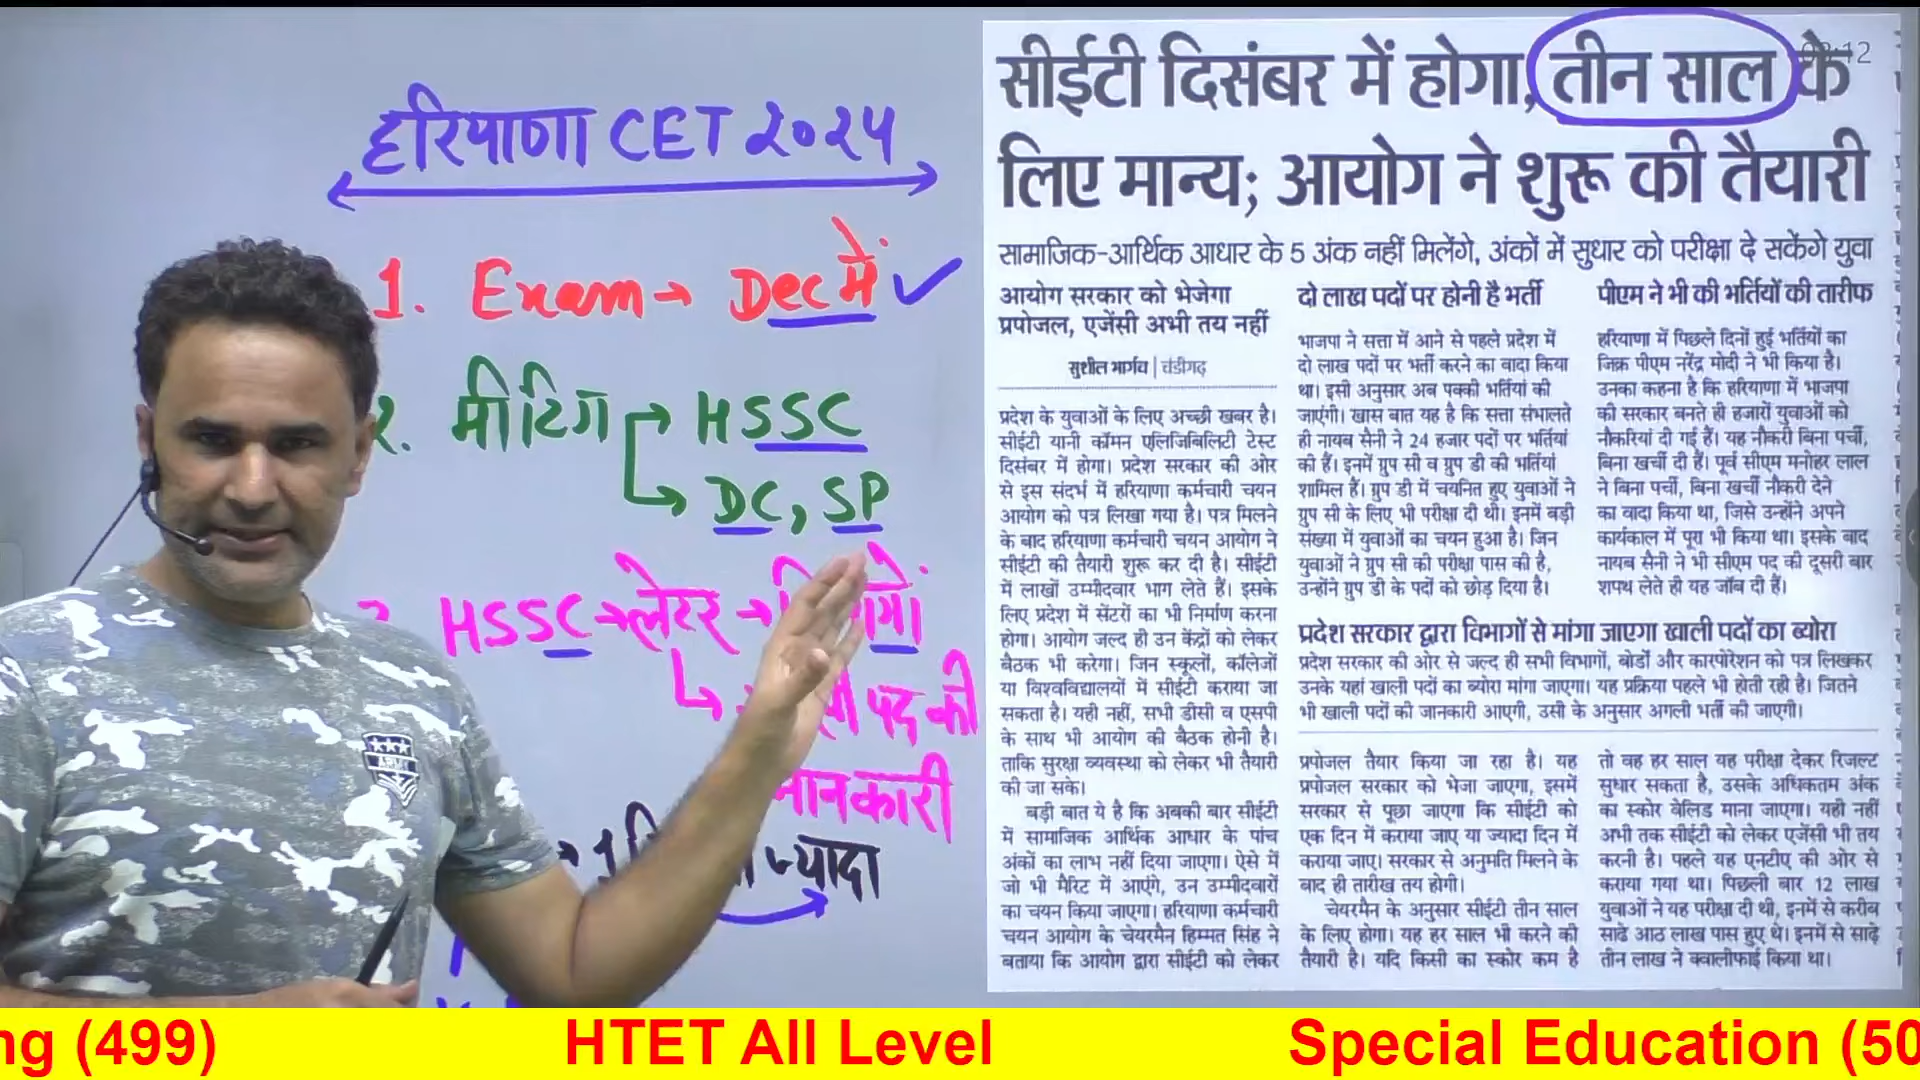 हरियाणा CET २०२५
1. Exam → Dec में ✓
२. मीटिंग → HSSC
→ DC, SP
HSSC → लेटर →
पद की
जानकारी
ज्यादा
ARMY
सीईटी दिसंबर में होगा, तीन साल के
लिए मान्य; आयोग ने शुरू की तैयारी
सामाजिक-आर्थिक आधार के 5 अंक नहीं मिलेंगे, अंकों में सुधार को परीक्षा दे सकेंगे युवा
आयोग सरकार को भेजेगा
प्रपोजल, एजेंसी अभी तय नहीं
सुशील भार्गव | चंडीगढ़
प्रदेश के युवाओं के लिए अच्छी खबर है।
सीईटी यानी कॉमन एलिजिबिलिटी टेस्ट
दिसंबर में होगा। प्रदेश सरकार की ओर
से इस संदर्भ में हरियाणा कर्मचारी चयन
आयोग को पत्र लिखा गया है। पत्र मिलने
के बाद हरियाणा कर्मचारी चयन आयोग ने
सीईटी की तैयारी शुरू कर दी है। सीईटी
में लाखों उम्मीदवार भाग लेते हैं। इसके
लिए प्रदेश में सेंटरों का भी निर्माण करना
होगा। आयोग जल्द ही उन केंद्रों को लेकर
बैठक भी करेगा। जिन स्कूलों, कॉलेजों
या विश्वविद्यालयों में सीईटी कराया जा
सकता है। यही नहीं, सभी डीसी व एसपी
के साथ भी आयोग की बैठक होनी है।
ताकि सुरक्षा व्यवस्था को लेकर भी तैयारी
की जा सके।
बड़ी बात ये है कि अबकी बार सीईटी
में सामाजिक आर्थिक आधार के पांच
अंकों का लाभ नहीं दिया जाएगा। ऐसे में
जो भी मैरिट में आएंगे, उन उम्मीदवारों
का चयन किया जाएगा। हरियाणा कर्मचारी
चयन आयोग के चेयरमैन हिम्मत सिंह ने
बताया कि आयोग द्वारा सीईटी को लेकर
दो लाख पदों पर होनी है भर्ती
भाजपा ने सत्ता में आने से पहले प्रदेश में
दो लाख पदों पर भर्ती करने का वादा किया
था। इसी अनुसार अब पक्की भर्तियां की
जाएंगी। खास बात यह है कि सत्ता संभालते
ही नायब सैनी ने 24 हजार पदों पर भर्तियां
की हैं। इनमें ग्रुप सी व ग्रुप डी की भर्तियां
शामिल हैं। ग्रुप डी में चयनित हुए युवाओं ने
ग्रुप सी के लिए भी परीक्षा दी थी। इनमें बड़ी
संख्या में युवाओं का चयन हुआ है। जिन
युवाओं ने ग्रुप सी की परीक्षा पास की है,
उन्होंने ग्रुप डी के पदों को छोड़ दिया है।
पीएम ने भी की भर्तियों की तारीफ
हरियाणा में पिछले दिनों हुई भर्तियों का
जिक्र पीएम नरेंद्र मोदी ने भी किया है।
उनका कहना है कि हरियाणा में भाजपा
की सरकार बनते ही हजारों युवाओं को
नौकरियां दी गई हैं। यह नौकरी बिना पर्ची,
बिना खर्ची दी हैं। पूर्व सीएम मनोहर लाल
ने बिना पर्ची, बिना खर्ची नौकरी देने
का वादा किया था, जिसे उन्होंने अपने
कार्यकाल में पूरा भी किया था। इसके बाद
नायब सैनी ने भी सीएम पद की दूसरी बार
शपथ लेते ही यह जॉब दी हैं।
प्रदेश सरकार द्वारा विभागों से मांगा जाएगा खाली पदों का ब्योरा
प्रदेश सरकार की ओर से जल्द ही सभी विभागों, बोर्डों और कारपोरेशन को पत्र लिखकर
उनके यहां खाली पदों का ब्योरा मांगा जाएगा। यह प्रक्रिया पहले भी होती रही है। जितने
भी खाली पदों की जानकारी आएगी, उसी के अनुसार अगली भर्ती की जाएगी।
प्रपोजल तैयार किया जा रहा है। यह
प्रपोजल सरकार को भेजा जाएगा, इसमें
सरकार से पूछा जाएगा कि सीईटी को
एक दिन में कराया जाए या ज्यादा दिन में
कराया जाए। सरकार से अनुमति मिलने के
बाद ही तारीख तय होगी।
चेयरमैन के अनुसार सीईटी तीन साल
के लिए होगा। यह हर साल भी करने की
तैयारी है। यदि किसी का स्कोर कम है
तो वह हर साल यह परीक्षा देकर रिजल्ट
सुधार सकता है, उसके अधिकतम अंक
का स्कोर वेलिड माना जाएगा। यही नहीं
अभी तक सीईटी को लेकर एजेंसी भी तय
करनी है। पहले यह एनटीए की ओर से
कराया गया था। पिछली बार 12 लाख
युवाओं ने यह परीक्षा दी थी, इनमें से करीब
साढे आठ लाख पास हुए थे। इनमें से साढ़े
तीन लाख ने क्वालीफाई किया था।
ng (499) HTET All Level Special Education (50